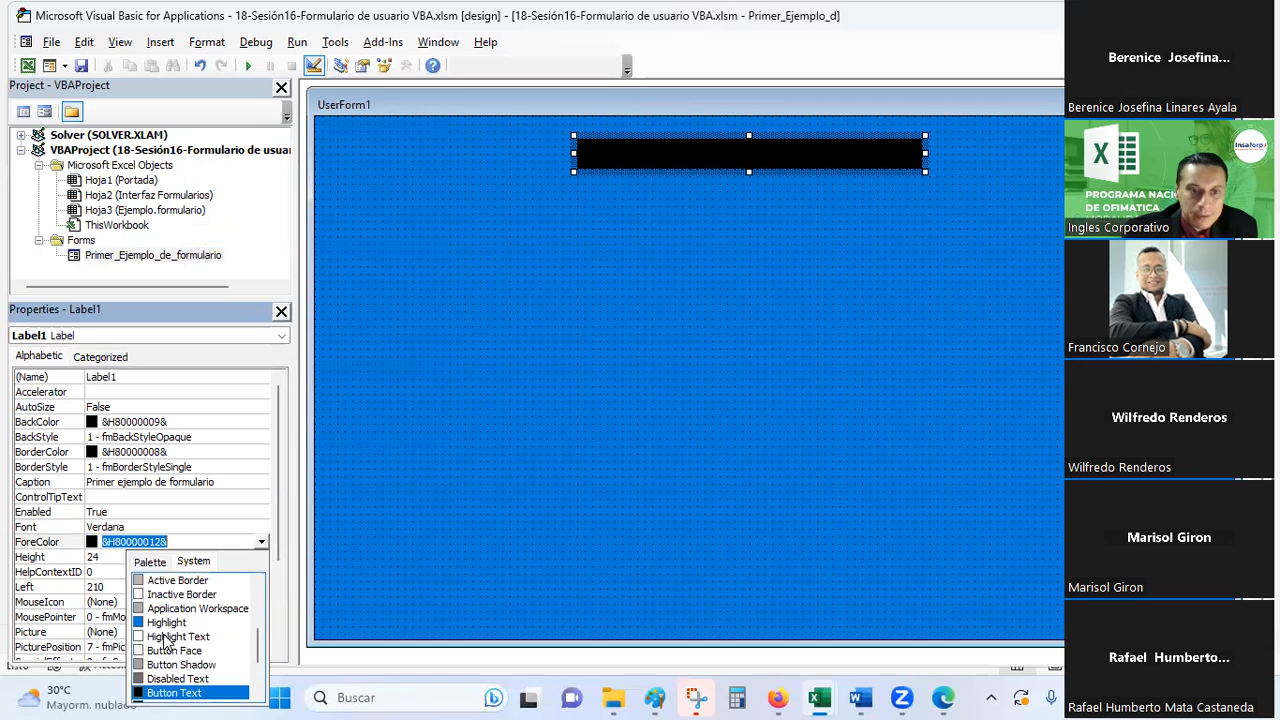 Microsoft Visual Basic for Applications - 18-Sesión16-Formulario de usuario VBA.xlsm [design] - [18-Sesión16-Formulario de usuario VBA.xlsm - Primer_Ejemplo_d]
File Edit View Insert Format Debug Run Tools Add-Ins Window Help
Project - VBAProject
Solver (SOLVER.XLAM)
VBAProject (18-Sesión16-Formulario de usua
Microsoft Excel Objects
Hoja1 (Portada)
Hoja2 (Interfaz Formularios)
Hoja3 (Ejemplo.formulario)
ThisWorkbook
Forms
Primer_Ejemplo_de_formulario
Properties - Label1
Label1 Label
Alphabetic Categorized
(Name) Label1
Accelerator
AutoSize False
BackColor &H80000009&
BackStyle 1 - fmBackStyleOpaque
BorderColor &H80000008&
BorderStyle 1 - fmBorderStyleSingle
Caption Primer ejemplo de formulario
ControlTipText
Enabled True
Font Verdana
ForeColor &H80000012&
Height 24
HelpContextID 0
Left 210
MouseIcon (None)
MousePointer 0 - fmMo
Picture (None)
PicturePosition 7 - fmPic
Palette System
Active Border
Inactive Border
Application Workspace
Highlight
Highlight Text
Button Face
Button Shadow
Disabled Text
Button Text
UserForm1
30°C
Mayorm. nublado
Buscar
Berenice Josefina...
Berenice Josefina Linares Ayala
Insaforp
PROGRAMA NACI
DE OFIMATICA
Ingles Corporativo
Francisco Cornejo
Wilfredo Renderos
Wilfredo Renderos
Marisol Giron
Marisol Giron
Rafael Humberto...
Rafael Humberto Mata Castaneda